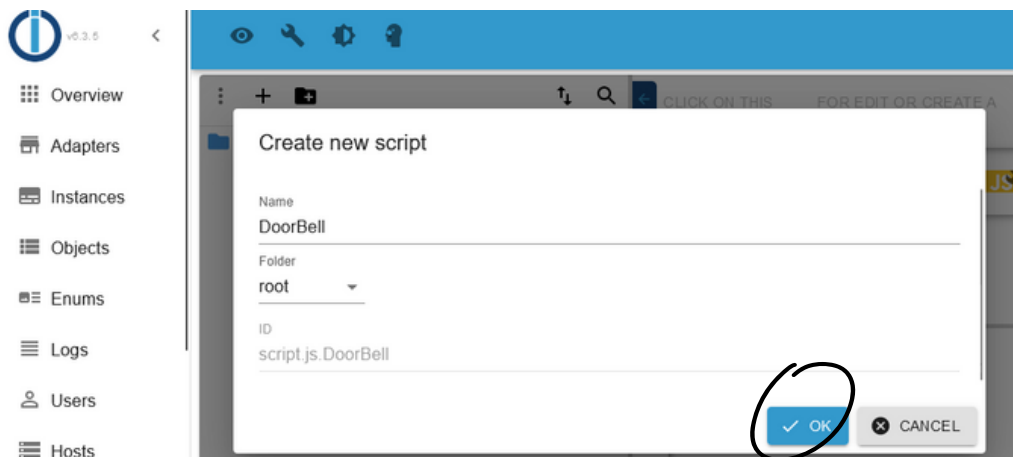 v6.3.5
Overview
Adapters
Instances
Objects
Enums
Logs
Users
Hosts
CLICK ON THIS FOR EDIT OR CREATE A
JS
Create new script
Name
DoorBell
Folder
root
ID
script.js.DoorBell
OK CANCEL